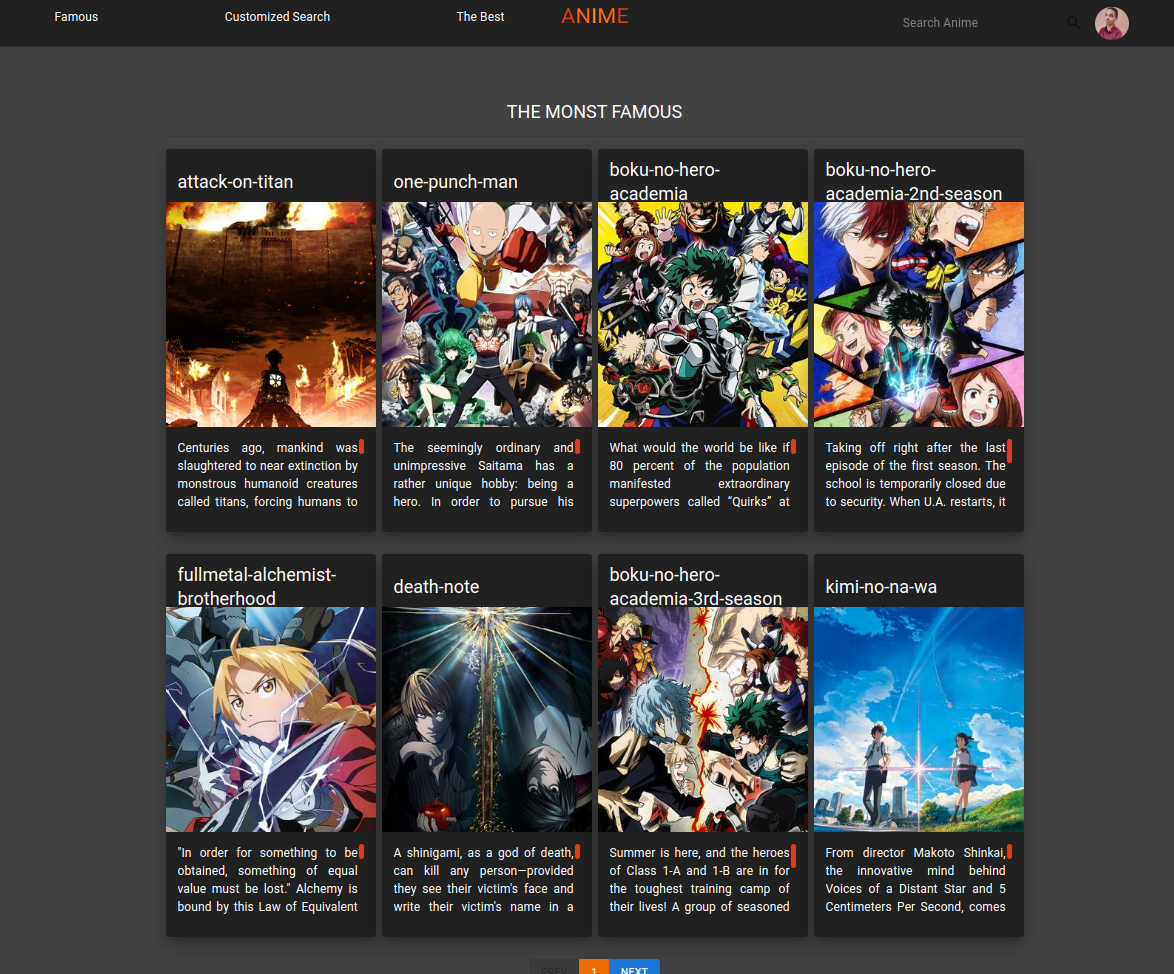 Famous
Customized Search
The Best
ANIME
Search Anime
THE MONST FAMOUS
attack-on-titan
one-punch-man
boku-no-hero-
academia
boku-no-hero-
academia-2nd-season
Centuries ago, mankind was
slaughtered to near extinction by
monstrous humanoid creatures
called titans, forcing humans to
The seemingly ordinary and
unimpressive Saitama has a
rather unique hobby: being a
hero. In order to pursue his
What would the world be like if
80 percent of the population
manifested extraordinary
superpowers called “Quirks” at
Taking off right after the last
episode of the first season. The
school is temporarily closed due
to security. When U.A. restarts, it
fullmetal-alchemist-
brotherhood
death-note
boku-no-hero-
academia-3rd-season
kimi-no-na-wa
"In order for something to be
obtained, something of equal
value must be lost." Alchemy is
bound by this Law of Equivalent
A shinigami, as a god of death,
can kill any person—provided
they see their victim's face and
write their victim's name in a
Summer is here, and the heroes
of Class 1-A and 1-B are in for
the toughest training camp of
their lives! A group of seasoned
From director Makoto Shinkai,
the innovative mind behind
Voices of a Distant Star and 5
Centimeters Per Second, comes
PREV
1
NEXT